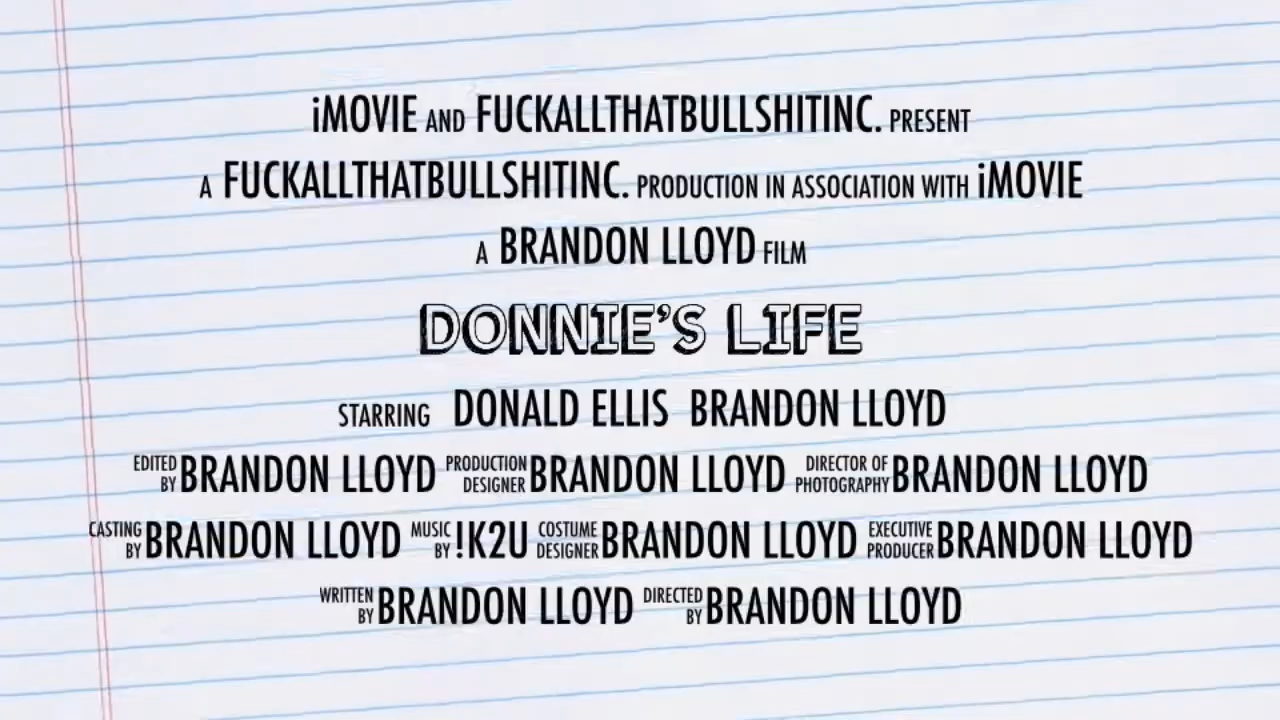 iMOVIE AND FUCKALLTHATBULLSHITINC. PRESENT
A FUCKALLTHATBULLSHITINC. PRODUCTION IN ASSOCIATION WITH iMOVIE
A BRANDON LLOYD FILM
DONNIE'S LIFE
STARRING DONALD ELLIS BRANDON LLOYD
EDITED BY BRANDON LLOYD PRODUCTION DESIGNER BRANDON LLOYD DIRECTOR OF PHOTOGRAPHY BRANDON LLOYD
CASTING BY BRANDON LLOYD MUSIC BY !K2U COSTUME DESIGNER BRANDON LLOYD EXECUTIVE PRODUCER BRANDON LLOYD
WRITTEN BY BRANDON LLOYD DIRECTED BY BRANDON LLOYD